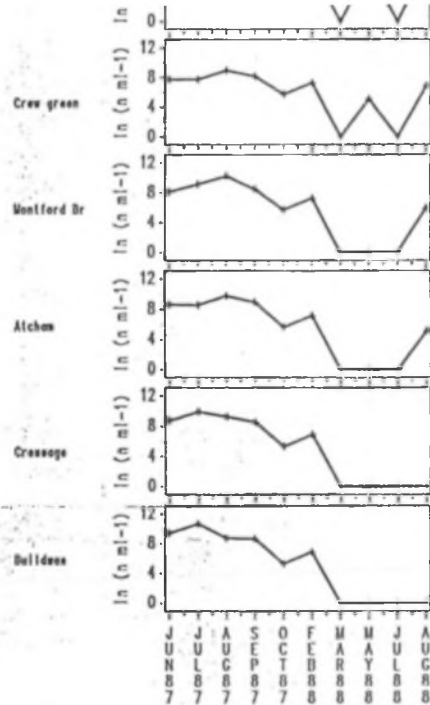 ln (n
0
Crew green
ln (n ml-1)
12
8
4
0
Montford Br
ln (n ml-1)
12
8
4
0
Atcham
ln (n ml-1)
12
8
4
0
Cressage
ln (n ml-1)
12
8
4
0
Buildwas
ln (n ml-1)
12
8
4
0
JUN87
JUL87
AUG87
SEP87
OCT87
FEB88
MAR88
MAY88
JUL88
AUG88